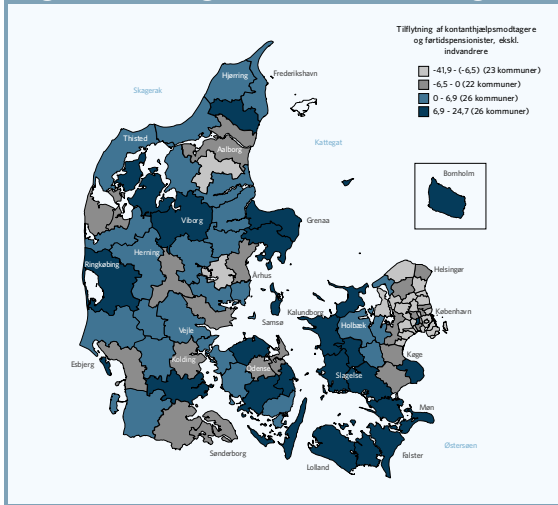 Tilflytning af kontanthjælpsmodtagere
og førtidspensionister, ekskl.
indvandrere
-41,9 - (-6,5) (23 kommuner)
-6,5 - 0 (22 kommuner)
0 - 6,9 (26 kommuner)
6,9 - 24,7 (26 kommuner)
Hjørring
Frederikshavn
Skagerak
Thisted
Aalborg
Kattegat
Bornholm
Viborg
Grenaa
Herning
Ringkøbing
Århus
Helsingør
Samsø
Kalundborg
København
Holbæk
Vejle
Køge
Esbjerg
Kolding
Odense
Slagelse
Møn
Sønderborg
Østersøen
Falster
Lolland